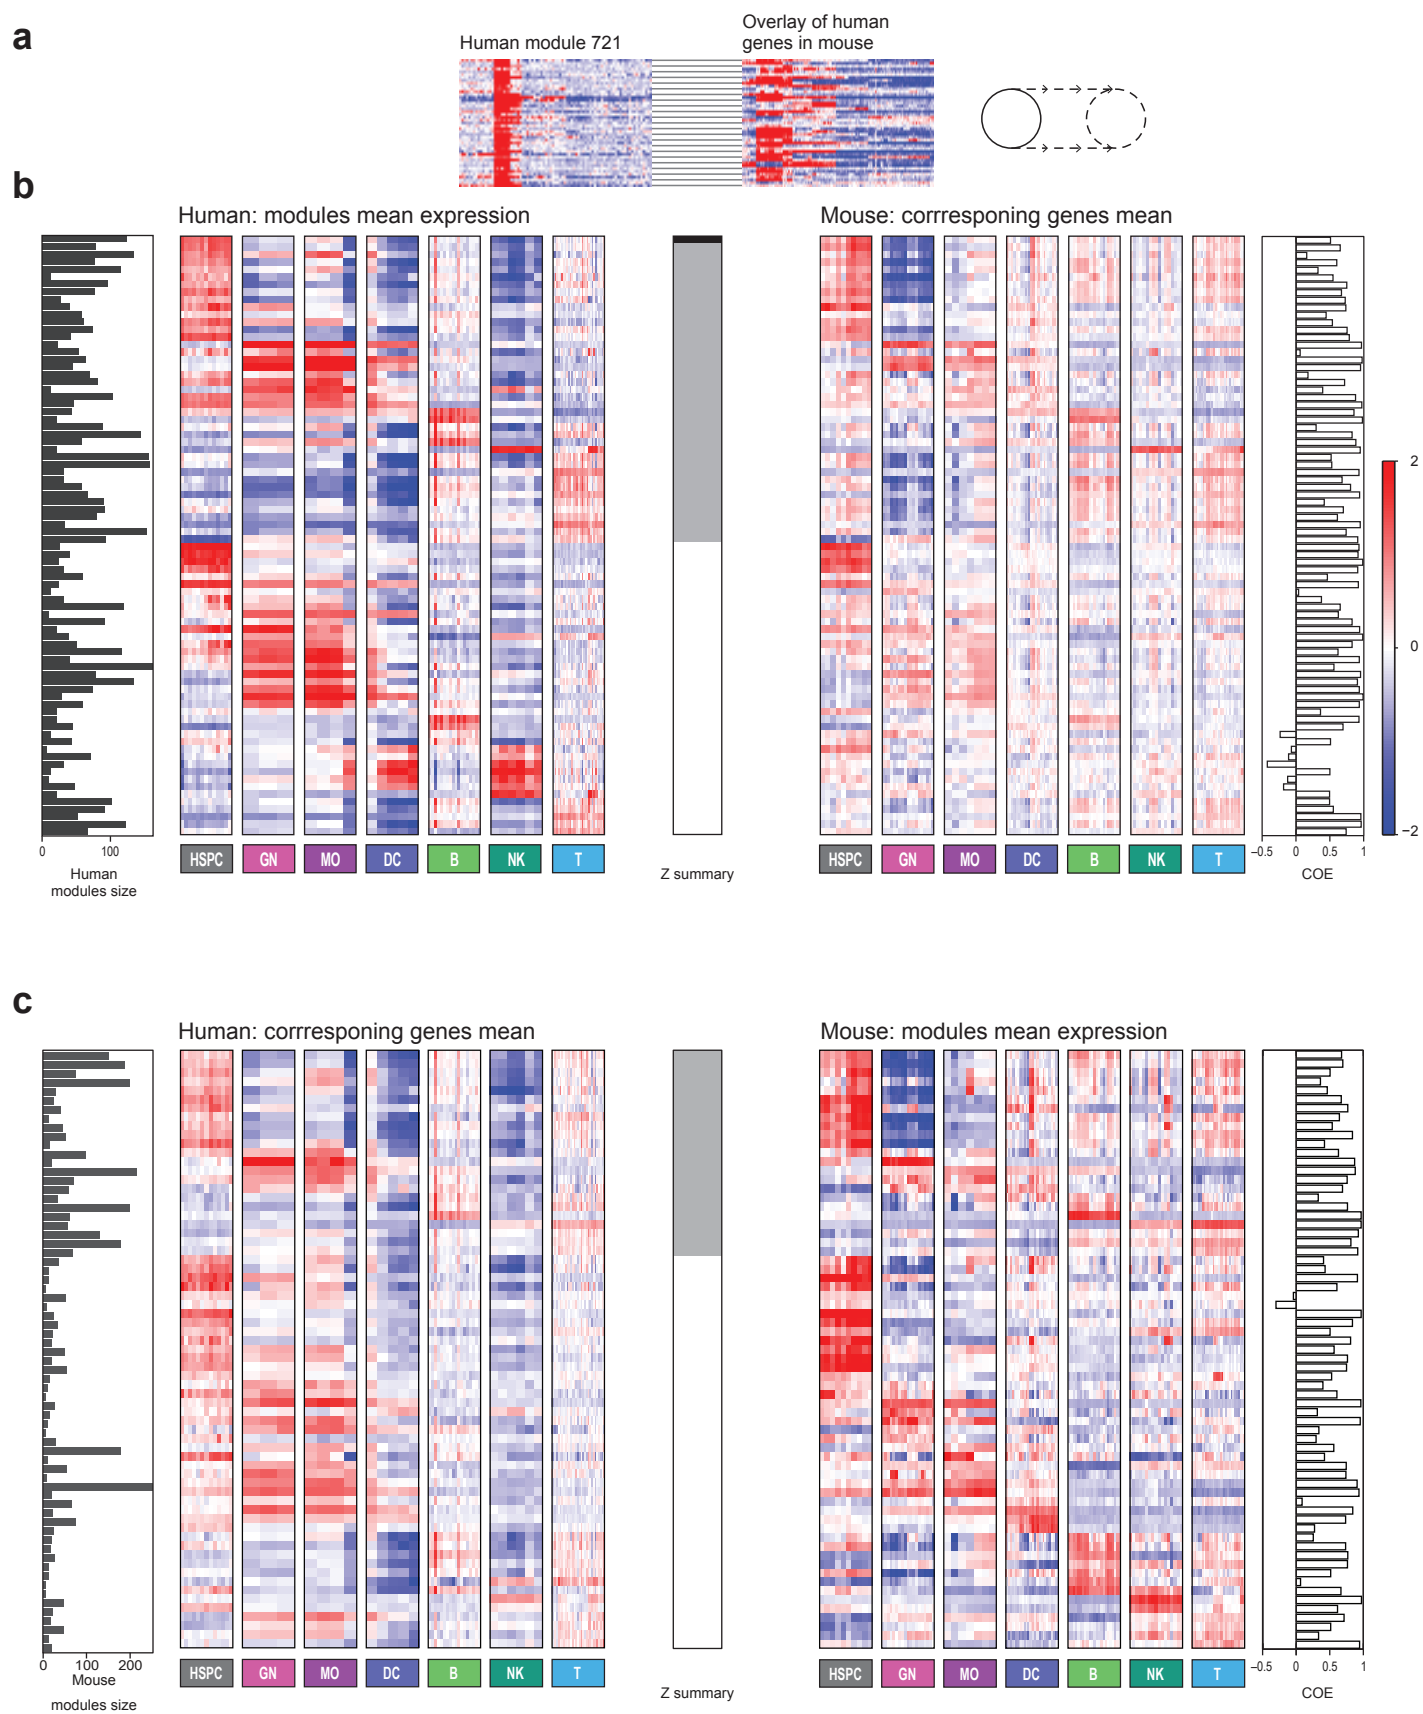 a
Human module 721
Overlay of human
genes in mouse
b
Human: modules mean expression
Mouse: corrresponing genes mean
2
0
−2
0 100
Human
modules size
HSPC GN MO DC B NK T
Z summary
HSPC GN MO DC B NK T
−0.5 0 0.5 1
COE
c
Human: corrresponing genes mean
Mouse: modules mean expression
0 100 200
Mouse
modules size
HSPC GN MO DC B NK T
Z summary
HSPC GN MO DC B NK T
−0.5 0 0.5 1
COE